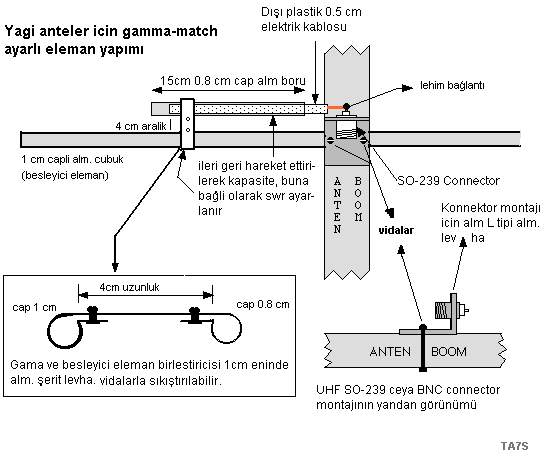 Yagi anteler icin gamma-match
ayarlı eleman yapımı
Dışı plastik 0.5 cm
elektrik kablosu
15cm 0.8 cm cap alm boru
lehim bağlantı
4 cm aralik
1 cm capli alm. cubuk
(besleyici eleman)
ileri geri hareket ettiri-
lerek kapasite, buna
bağli olarak swr ayar-
lanır
ANTEN
BOOM
SO-239 Connector
vidalar
Konnektor montajı
icin alm L tipi alm.
lev ha
4cm uzunluk
cap 1 cm
cap 0.8 cm
Gama ve besleyici eleman birlestiricisi 1cm eninde
alm. şerit levha. vidalarla sıkıştırılabilir.
ANTEN BOOM
UHF SO-239 ceya BNC connector
montajının yandan görünümü
TA7S